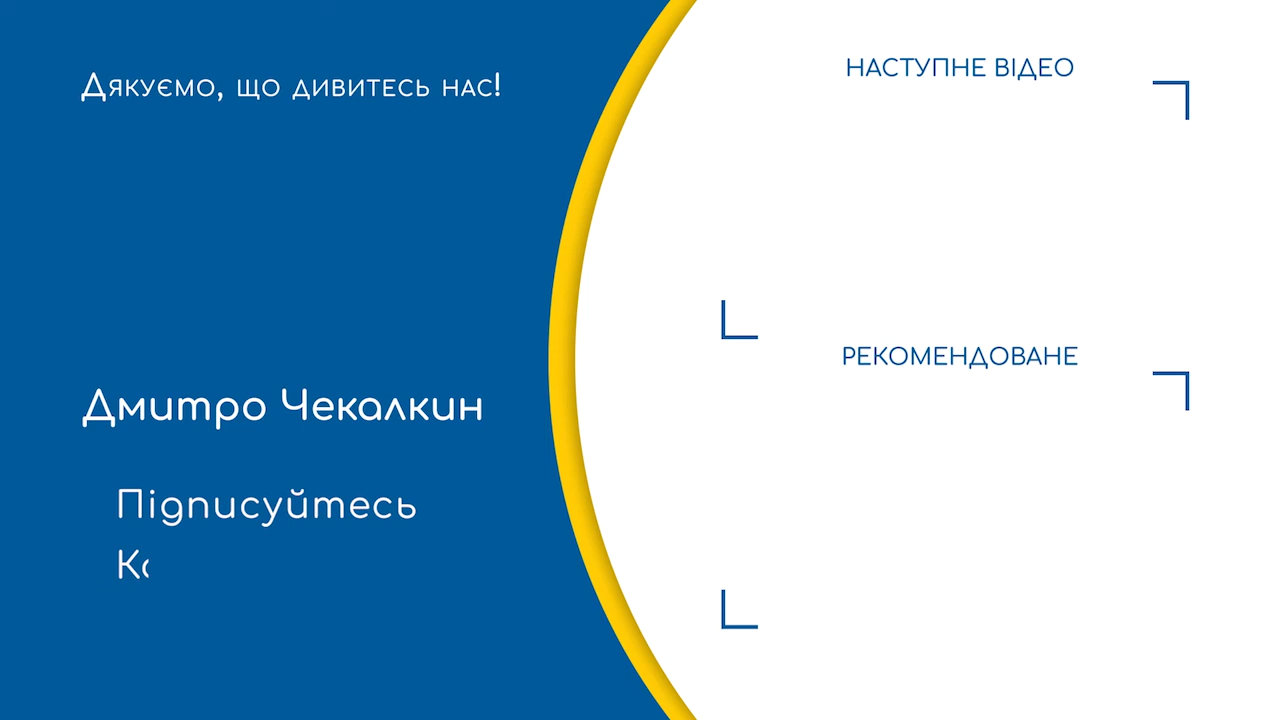 Дякуємо, що дивитесь нас!
Дмитро Чекалкин
Підписуйтесь
НАСТУПНЕ ВІДЕО
РЕКОМЕНДОВАНЕ